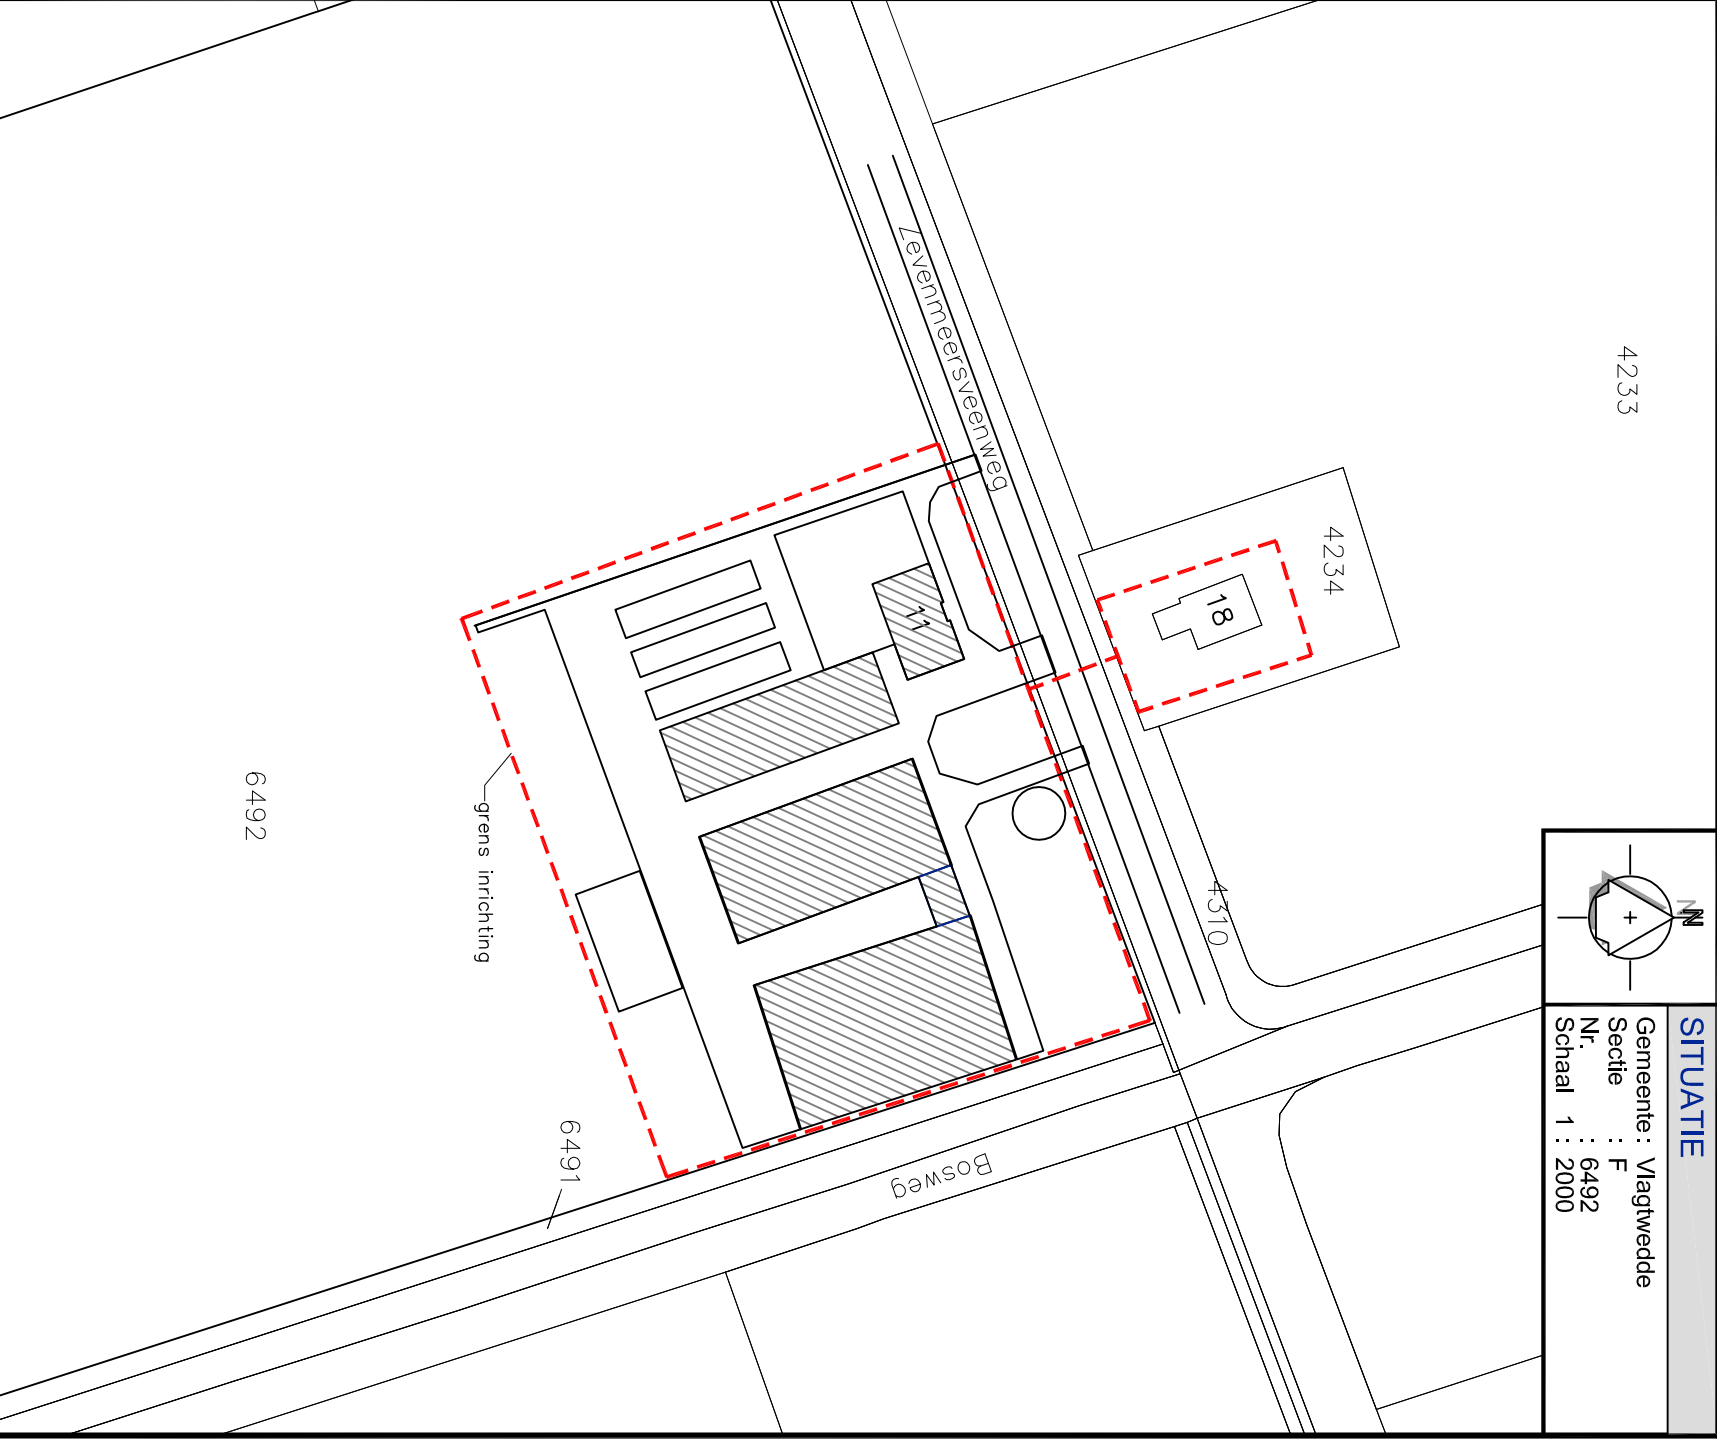 SITUATIE
Gemeente: Vlagtwedde
Sectie : F
Nr. : 6492
Schaal 1 : 2000
N
4233
4234
18
Zevenmeersveenweg
11
4310
6492
grens inrichting
6491
Bosweg